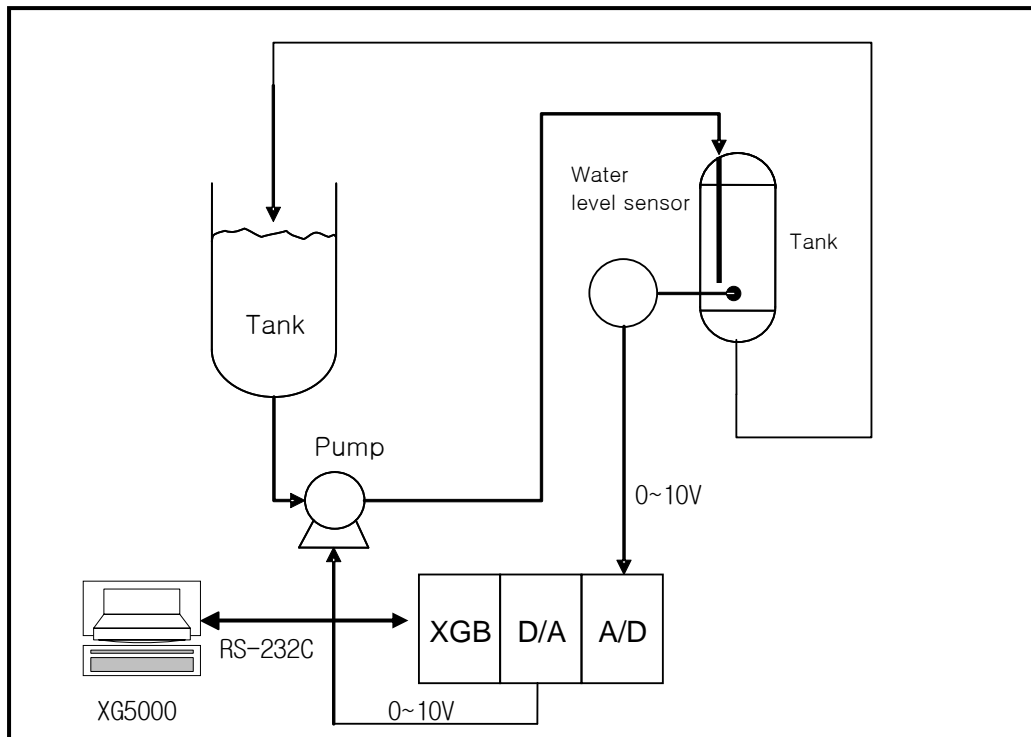 Water
level sensor
Tank
Tank
Pump
0~10V
XGB
D/A
A/D
RS-232C
XG5000
0~10V